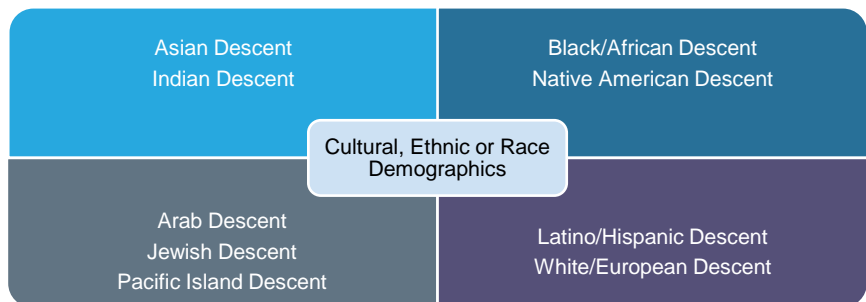 Asian Descent
Indian Descent
Black/African Descent
Native American Descent
Cultural, Ethnic or Race
Demographics
Arab Descent
Jewish Descent
Pacific Island Descent
Latino/Hispanic Descent
White/European Descent